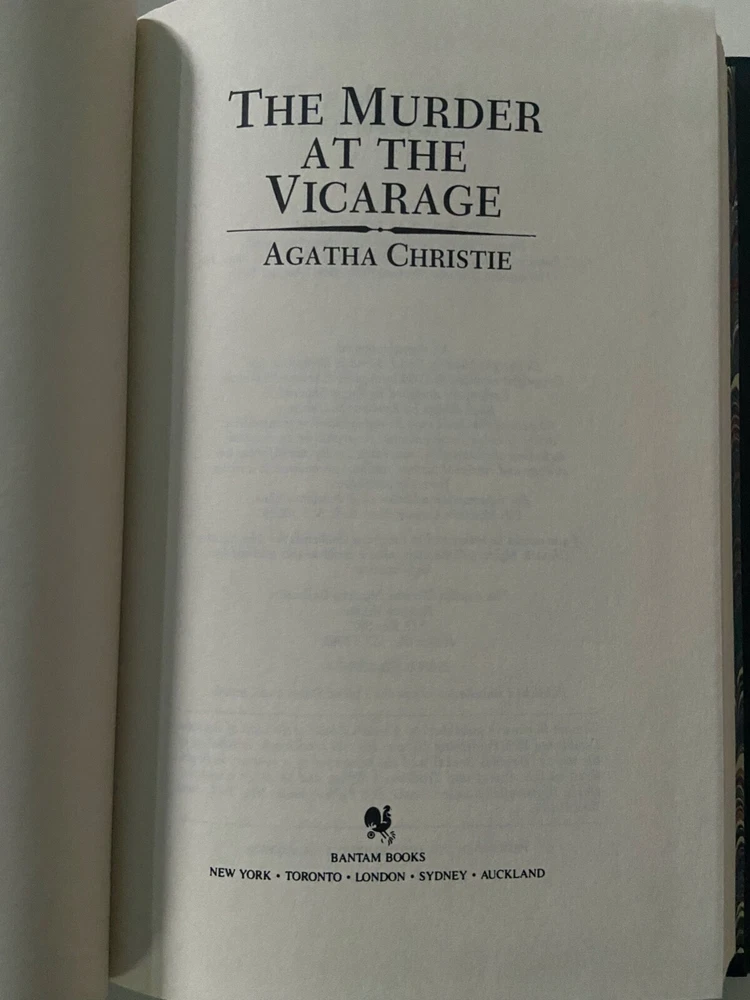 THE MURDER
AT THE
VICARAGE
AGATHA CHRISTIE
BANTAM BOOKS
NEW YORK • TORONTO • LONDON • SYDNEY • AUCKLAND